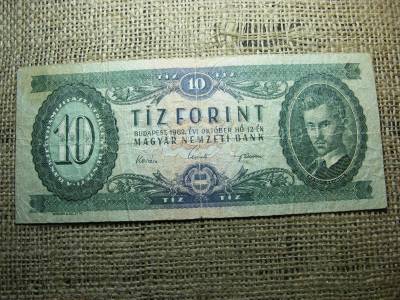 TÍZ 10 TÍZ
TÍZ FORINT
BUDAPEST 1962. ÉVI OKTÓBER HÓ 12-ÉN
MAGYAR NEMZETI BANK
10
TÍZ TÍZ